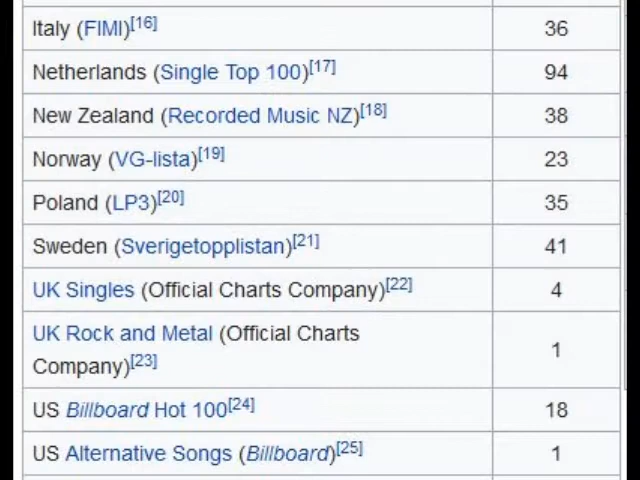 Italy (FIMI)[16] 36
Netherlands (Single Top 100)[17] 94
New Zealand (Recorded Music NZ)[18] 38
Norway (VG-lista)[19] 23
Poland (LP3)[20] 35
Sweden (Sverigetopplistan)[21] 41
UK Singles (Official Charts Company)[22] 4
UK Rock and Metal (Official Charts
Company)[23] 1
US Billboard Hot 100[24] 18
US Alternative Songs (Billboard)[25] 1